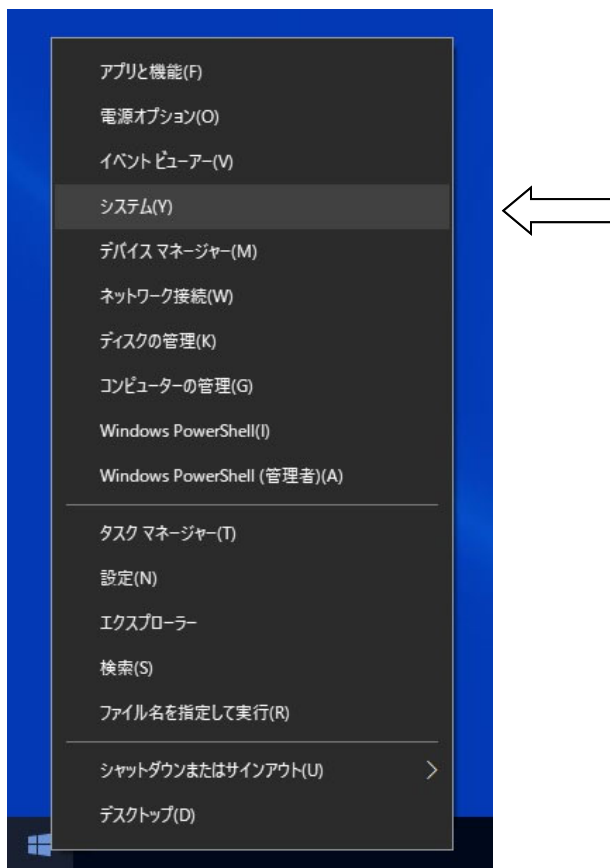 アプリと機能(F)
電源オプション(O)
イベント ビューアー(V)
システム(Y)
デバイス マネージャー(M)
ネットワーク接続(W)
ディスクの管理(K)
コンピューターの管理(G)
Windows PowerShell(I)
Windows PowerShell (管理者)(A)
タスク マネージャー(T)
設定(N)
エクスプローラー
検索(S)
ファイル名を指定して実行(R)
シャットダウンまたはサインアウト(U)
デスクトップ(D)